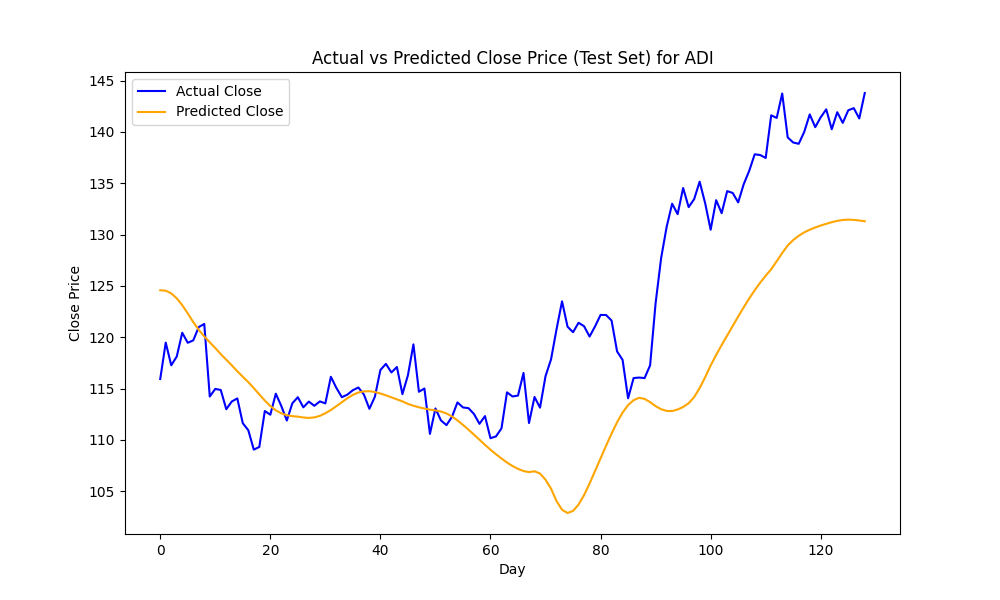 Actual vs Predicted Close Price (Test Set) for ADI
Actual Close
Predicted Close
145
140
135
130
125
120
115
110
105
Close Price
0 20 40 60 80 100 120
Day